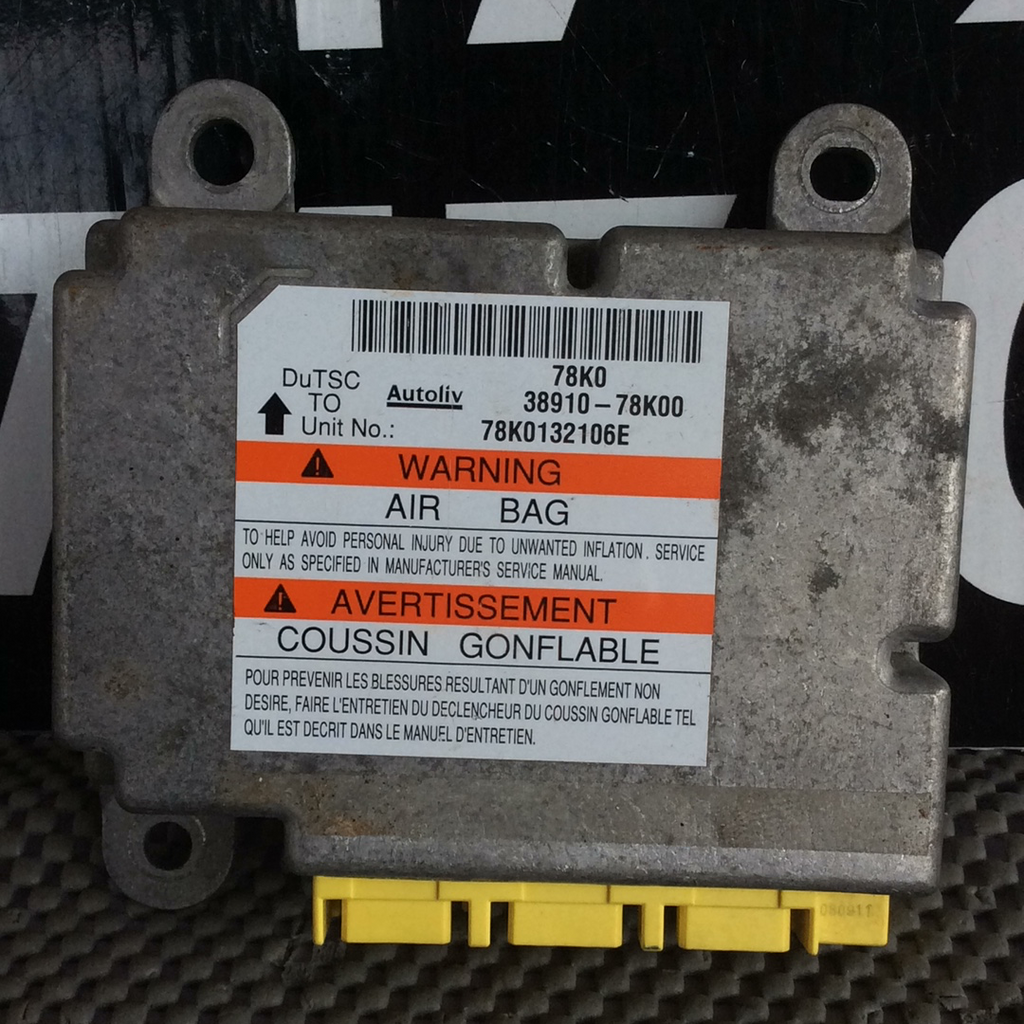 78K0
DuTSC Autoliv 38910-78K00
TO
Unit No.: 78K0132106E
WARNING
AIR BAG
TO HELP AVOID PERSONAL INJURY DUE TO UNWANTED INFLATION. SERVICE
ONLY AS SPECIFIED IN MANUFACTURER'S SERVICE MANUAL.
AVERTISSEMENT
COUSSIN GONFLABLE
POUR PREVENIR LES BLESSURES RESULTANT D'UN GONFLEMENT NON
DESIRE, FAIRE L'ENTRETIEN DU DECLENCHEUR DU COUSSIN GONFLABLE TEL
QU'IL EST DECRIT DANS LE MANUEL D'ENTRETIEN.